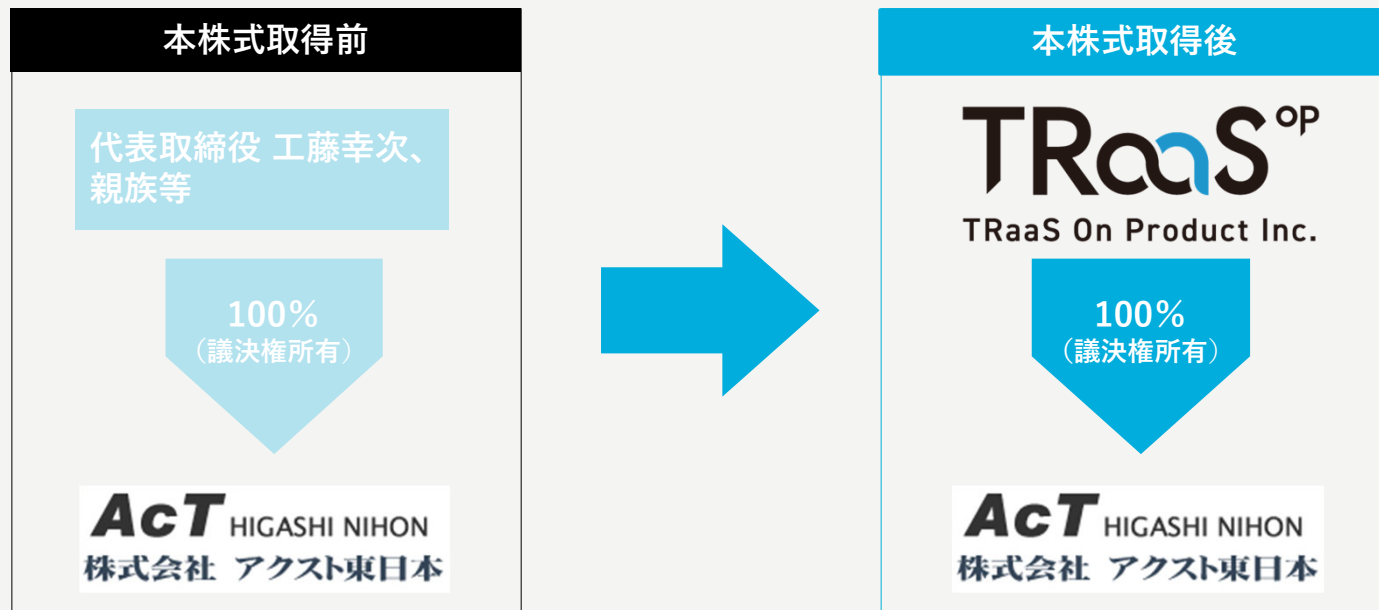 本株式取得前
代表取締役 工藤幸次、
親族等
100%
（議決権所有）
AcT HIGASHI NIHON
株式会社 アクスト東日本
本株式取得後
TRaaS OP
TRaaS On Product Inc.
100%
（議決権所有）
AcT HIGASHI NIHON
株式会社 アクスト東日本